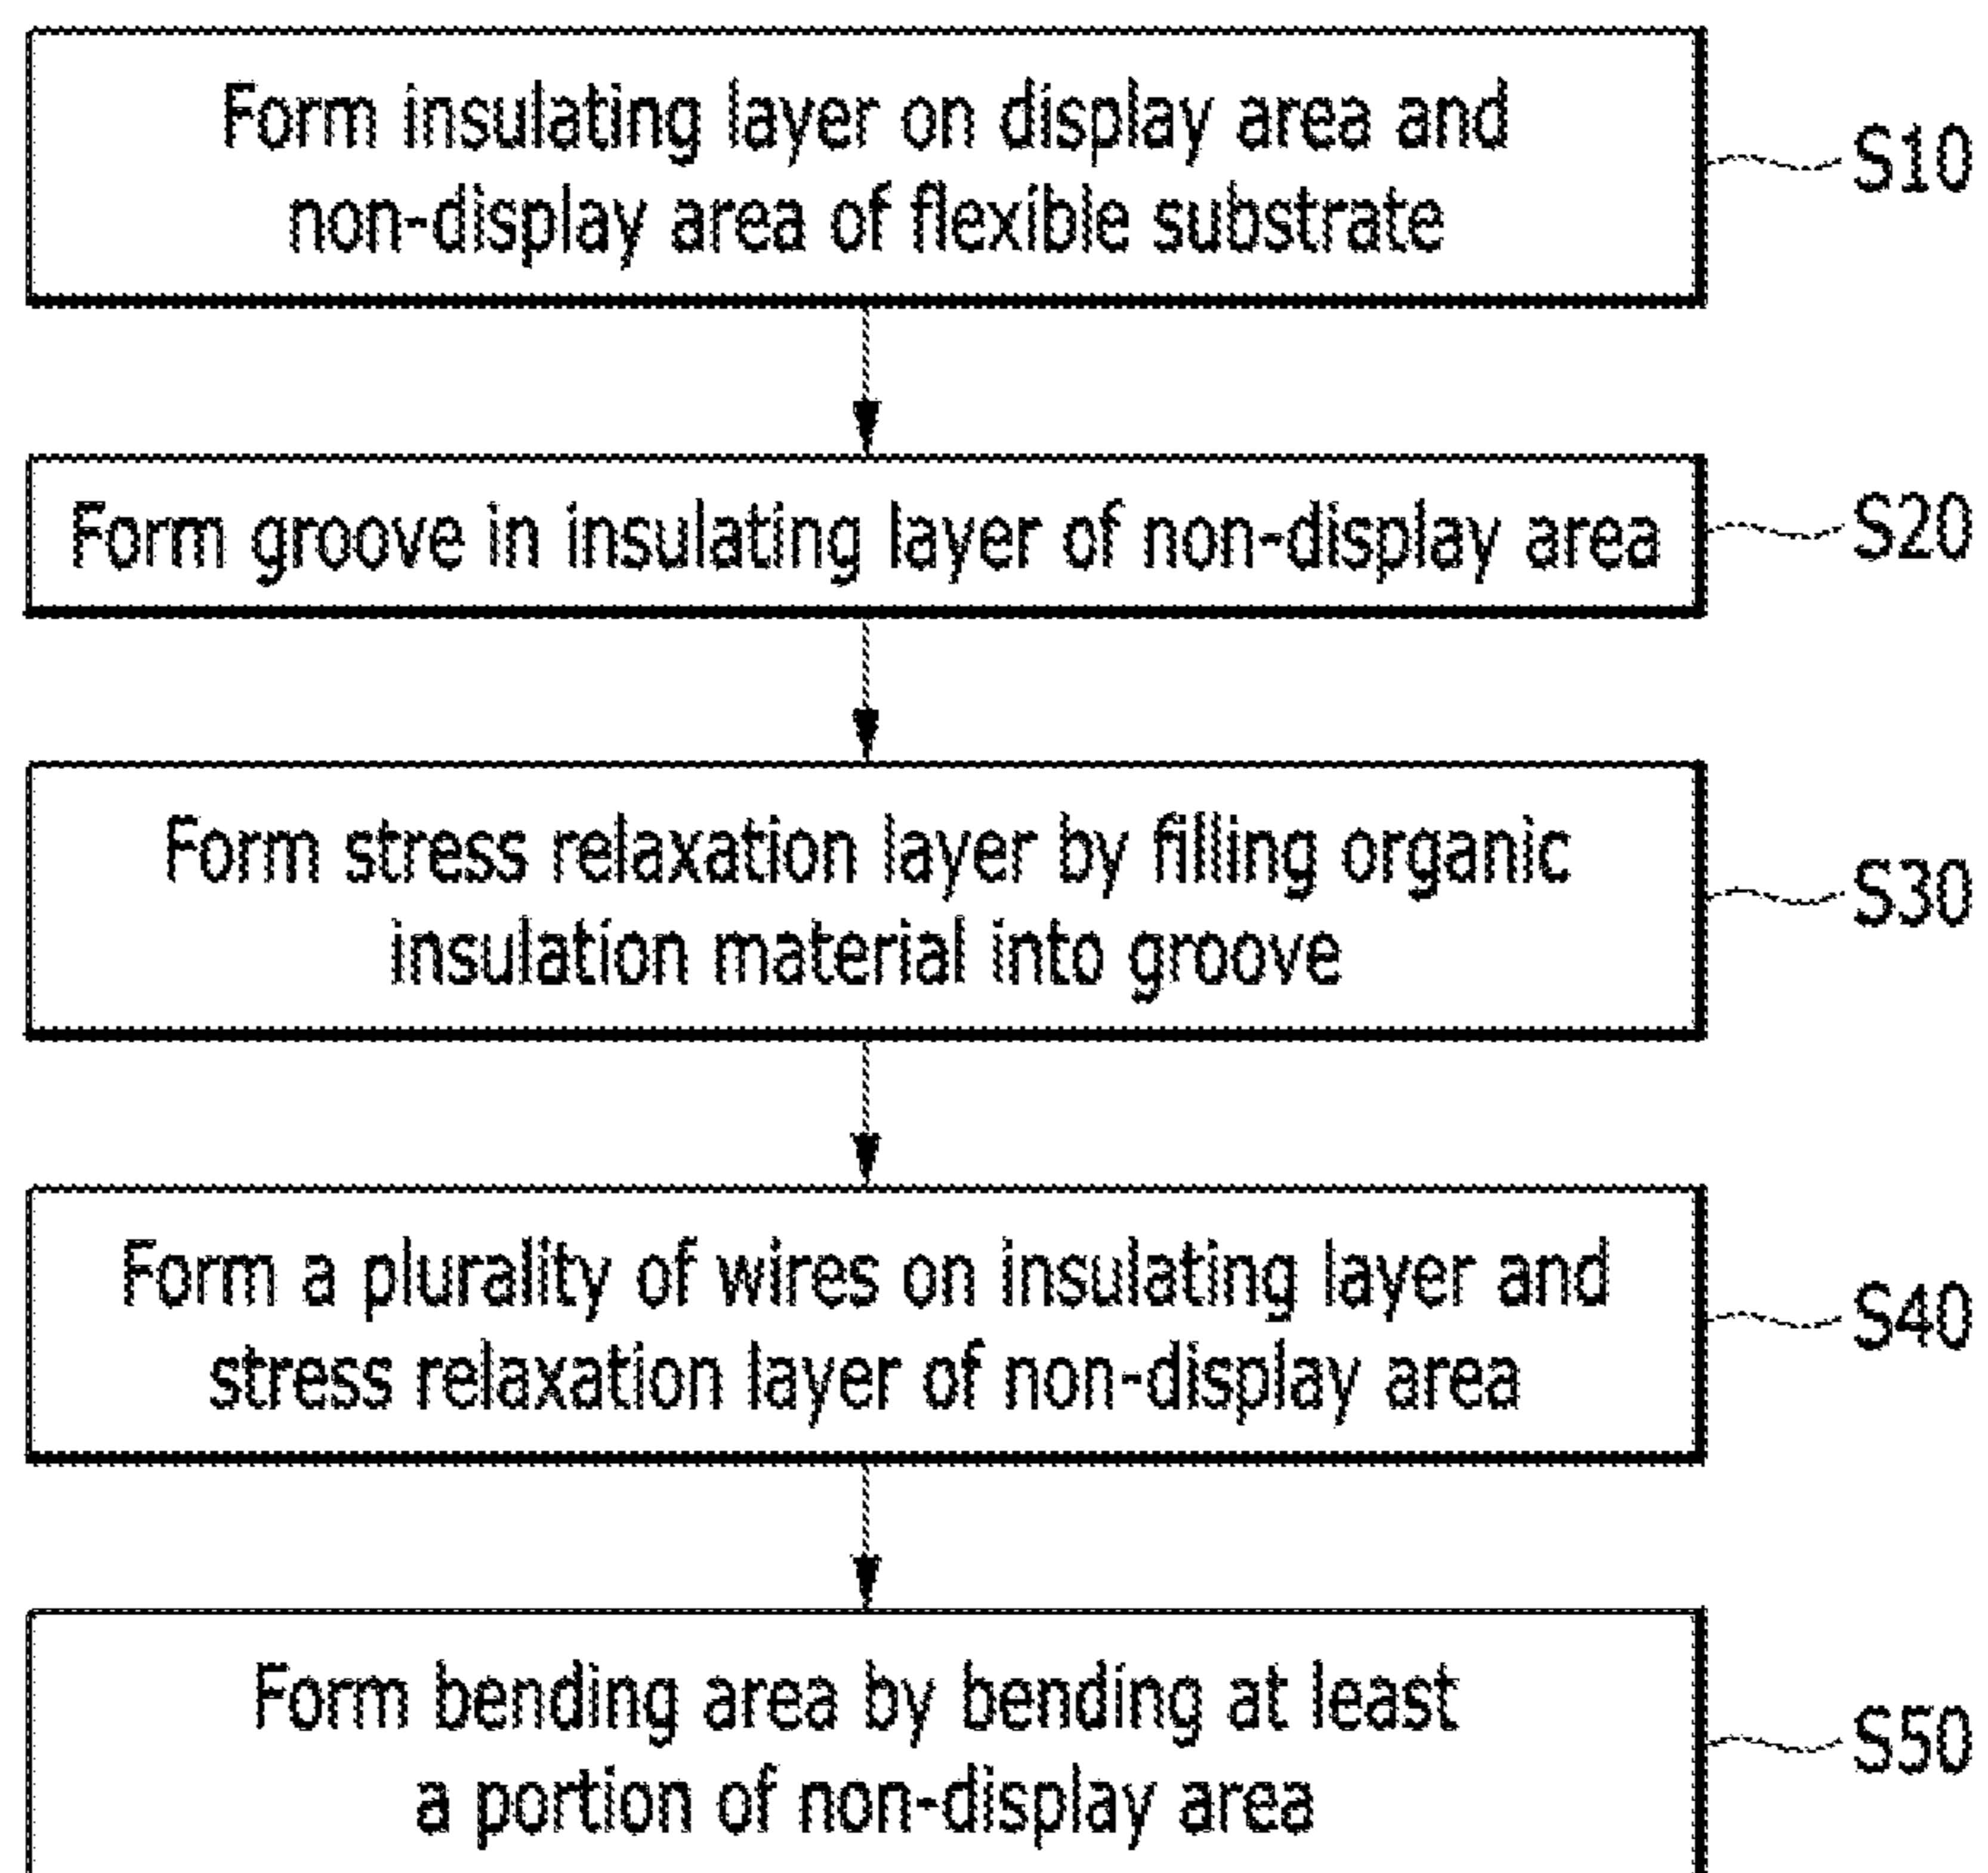 Form insulating layer on display area and
non-display area of flexible substrate
S10
Form groove in insulating layer of non-display area
S20
Form stress relaxation layer by filling organic
insulation material into groove
S30
Form a plurality of wires on insulating layer and
stress relaxation layer of non-display area
S40
Form bending area by bending at least
a portion of non-display area
S50